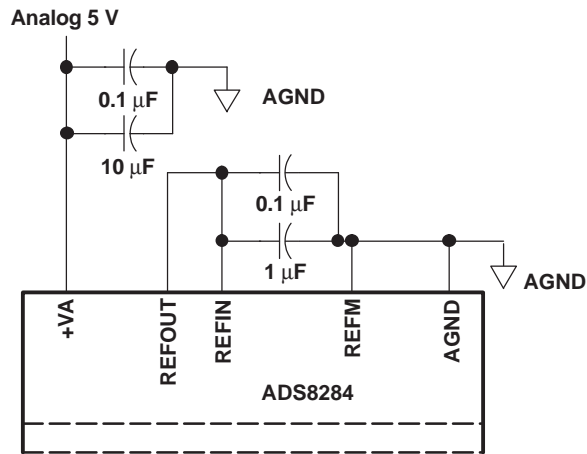 Analog 5 V
0.1 μF
AGND
10 μF
0.1 μF
1 μF
AGND
+VA
REFOUT
REFIN
REFM
AGND
ADS8284